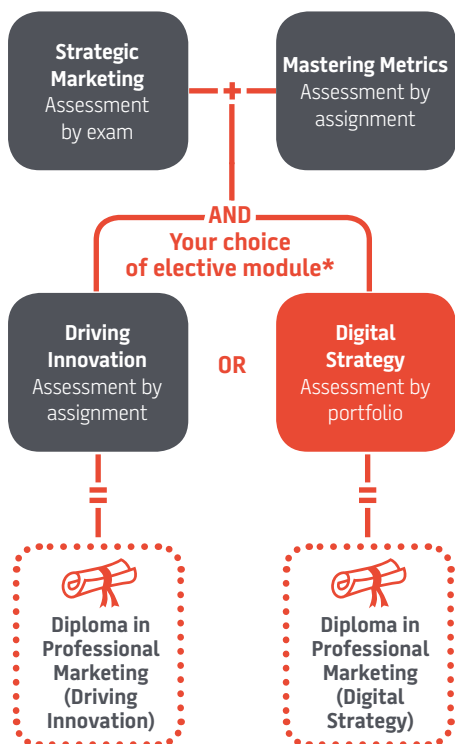 Strategic
Marketing
Assessment
by exam
+
Mastering Metrics
Assessment by
assignment
AND
Your choice
of elective module*
Driving
Innovation
Assessment by
assignment
OR
Digital
Strategy
Assessment by
portfolio
=
=
Diploma in
Professional
Marketing
(Driving
Innovation)
Diploma in
Professional
Marketing
(Digital
Strategy)